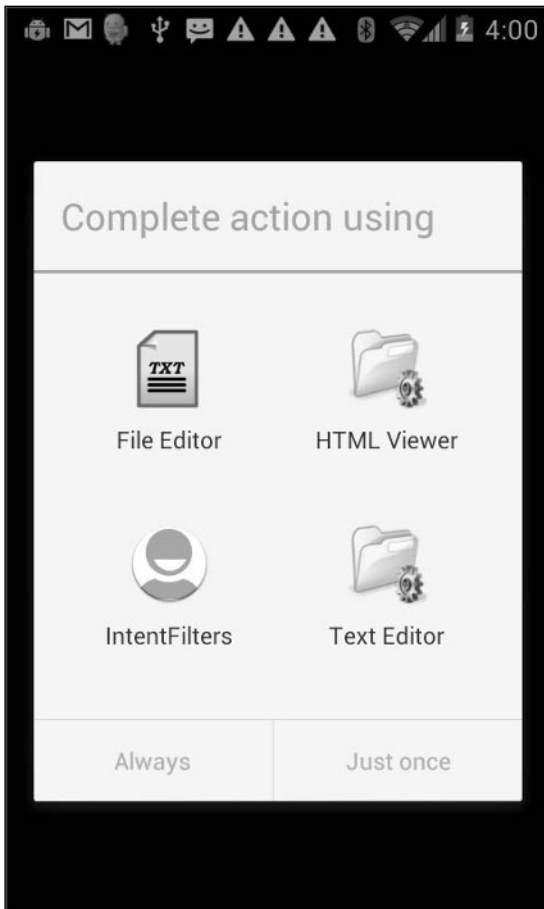 4:00
Complete action using
TXT
File Editor
HTML Viewer
IntentFilters
Text Editor
Always
Just once